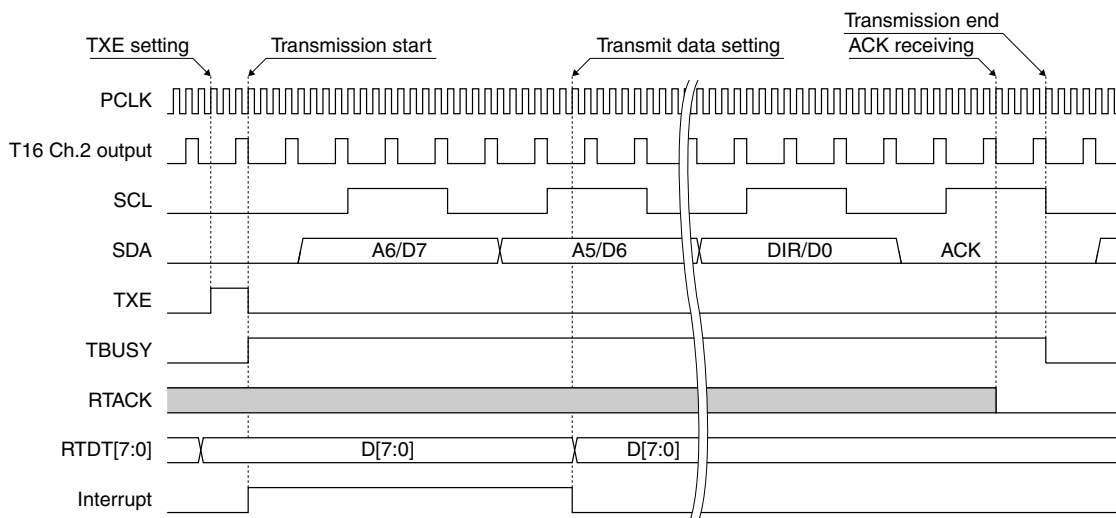 Transmission end
TXE setting Transmission start Transmit data setting ACK receiving
PCLK
T16 Ch.2 output
SCL
SDA A6/D7 A5/D6 DIR/D0 ACK
TXE
TBUSY
RTACK
RTDT[7:0] D[7:0] D[7:0]
Interrupt